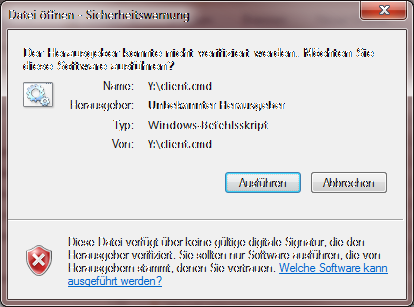 Datei öffnen - Sicherheitswarnung
Der Herausgeber konnte nicht verifiziert werden. Möchten Sie
diese Software ausführen?
Name: Y:\client.cmd
Herausgeber: Unbekannter Herausgeber
Typ: Windows-Befehlsskript
Von: Y:\client.cmd
Ausführen Abbrechen
Diese Datei verfügt über keine gültige digitale Signatur, die den
Herausgeber verifiziert. Sie sollten nur Software ausführen, die von
Herausgebern stammt, denen Sie vertrauen. Welche Software kann
ausgeführt werden?